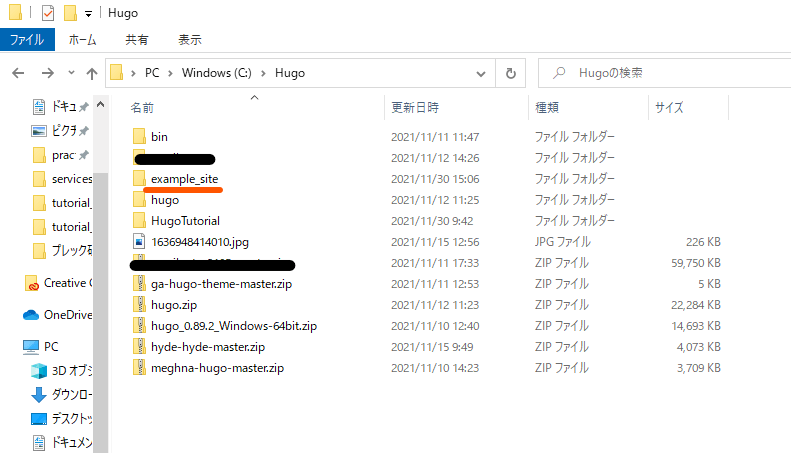 Hugo
ファイル ホーム 共有 表示
PC Windows (C:) Hugo Hugoの検索
名前 更新日時 種類 サイズ
ドキュ
ピクチ
prac
services
tutorial_
tutorial_
ブレック研
Creative C
OneDrive
PC
3D オブジ
ダウンロー
デスクトッ
ドキュメン
bin 2021/11/11 11:47 ファイル フォルダー
2021/11/12 14:26 ファイル フォルダー
example_site 2021/11/30 15:06 ファイル フォルダー
hugo 2021/11/12 11:25 ファイル フォルダー
HugoTutorial 2021/11/30 9:42 ファイル フォルダー
1636948414010.jpg 2021/11/15 12:56 JPG ファイル 226 KB
2021/11/11 17:33 ZIP ファイル 59,750 KB
ga-hugo-theme-master.zip 2021/11/11 12:53 ZIP ファイル 5 KB
hugo.zip 2021/11/12 11:23 ZIP ファイル 22,284 KB
hugo_0.89.2_Windows-64bit.zip 2021/11/10 12:40 ZIP ファイル 14,693 KB
hyde-hyde-master.zip 2021/11/15 9:49 ZIP ファイル 4,073 KB
meghna-hugo-master.zip 2021/11/10 14:23 ZIP ファイル 3,709 KB